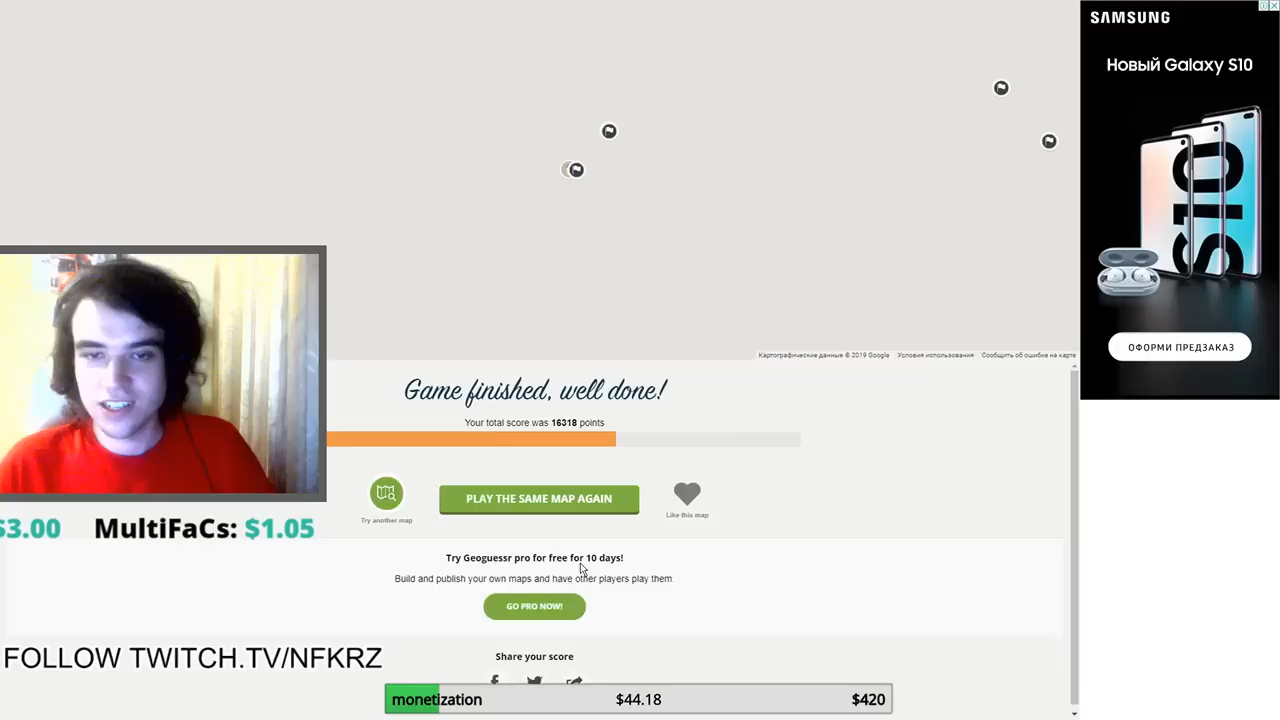 SAMSUNG
Новый Galaxy S10
S10
ОФОРМИ ПРЕДЗАКАЗ
Картографические данные © 2019 Google
Условия использования
Сообщить об ошибке на карте
Game finished, well done!
Your total score was 16318 points
Try another map
PLAY THE SAME MAP AGAIN
Like this map
$3.00 MultiFaCs: $1.05
Try Geoguessr pro for free for 10 days!
Build and publish your own maps and have other players play them
GO PRO NOW!
FOLLOW TWITCH.TV/NFKRZ
Share your score
monetization $44.18 $420